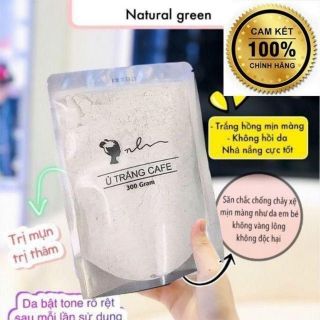 Natural green
CAM KẾT
100%
CHÍNH HÃNG
- Trắng hồng mịn màng
- Không hồi da
Nhả nắng cực tốt
Ủ TRẮNG CAFE
300 Gram
Săn chắc chống chảy xệ
mịn màng như da em bé
không vàng lông
không độc hại
Trị mụn
trị thâm
Da bật tone rõ rệt
sau mỗi lần sử dụng